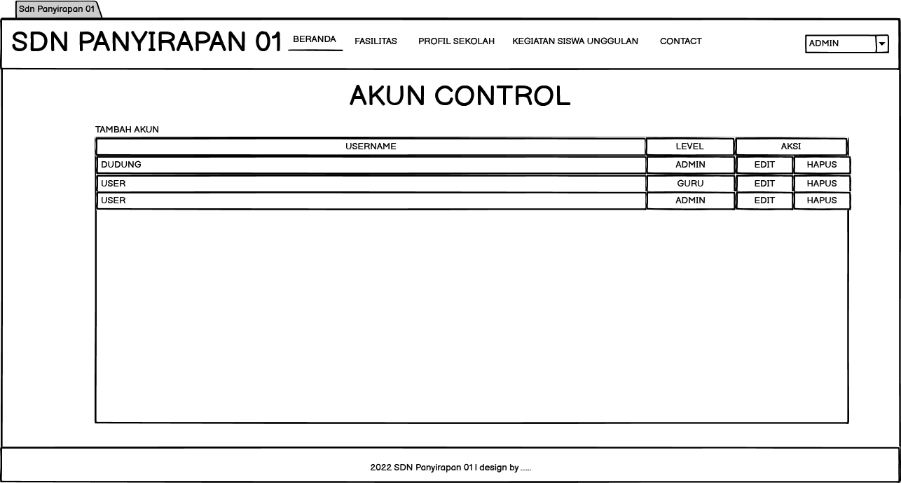 Sdn Panyirapan 01
SDN PANYIRAPAN 01 BERANDA FASILITAS PROFIL SEKOLAH KEGIATAN SISWA UNGGULAN CONTACT ADMIN
AKUN CONTROL
TAMBAH AKUN
USERNAME LEVEL AKSI
DUDUNG ADMIN EDIT HAPUS
USER GURU EDIT HAPUS
USER ADMIN EDIT HAPUS
2022 SDN Panyirapan 01 | design by .....